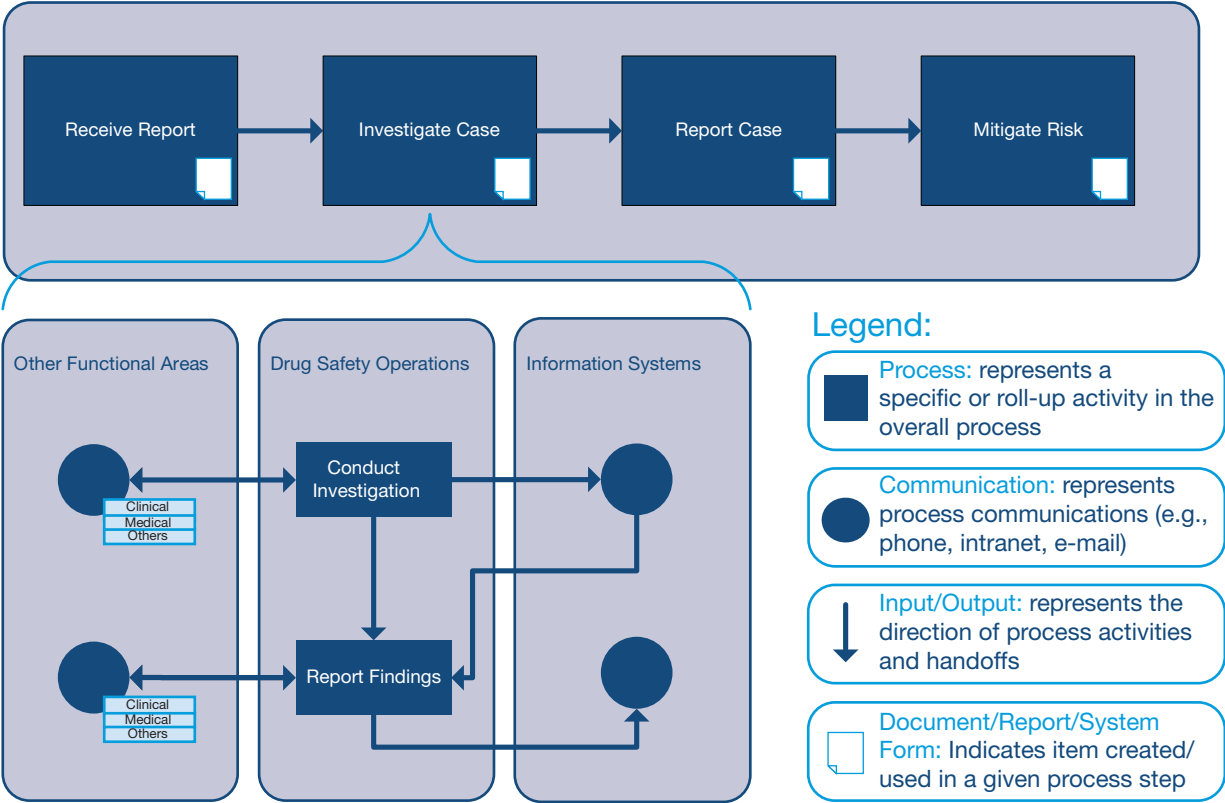 Receive Report
Investigate Case
Report Case
Mitigate Risk
Other Functional Areas
Drug Safety Operations
Information Systems
Conduct
Investigation
Clinical
Medical
Others
Report Findings
Clinical
Medical
Others
Legend:
Process: represents a
specific or roll-up activity in the
overall process
Communication: represents
process communications (e.g.,
phone, intranet, e-mail)
Input/Output: represents the
direction of process activities
and handoffs
Document/Report/System
Form: Indicates item created/
used in a given process step